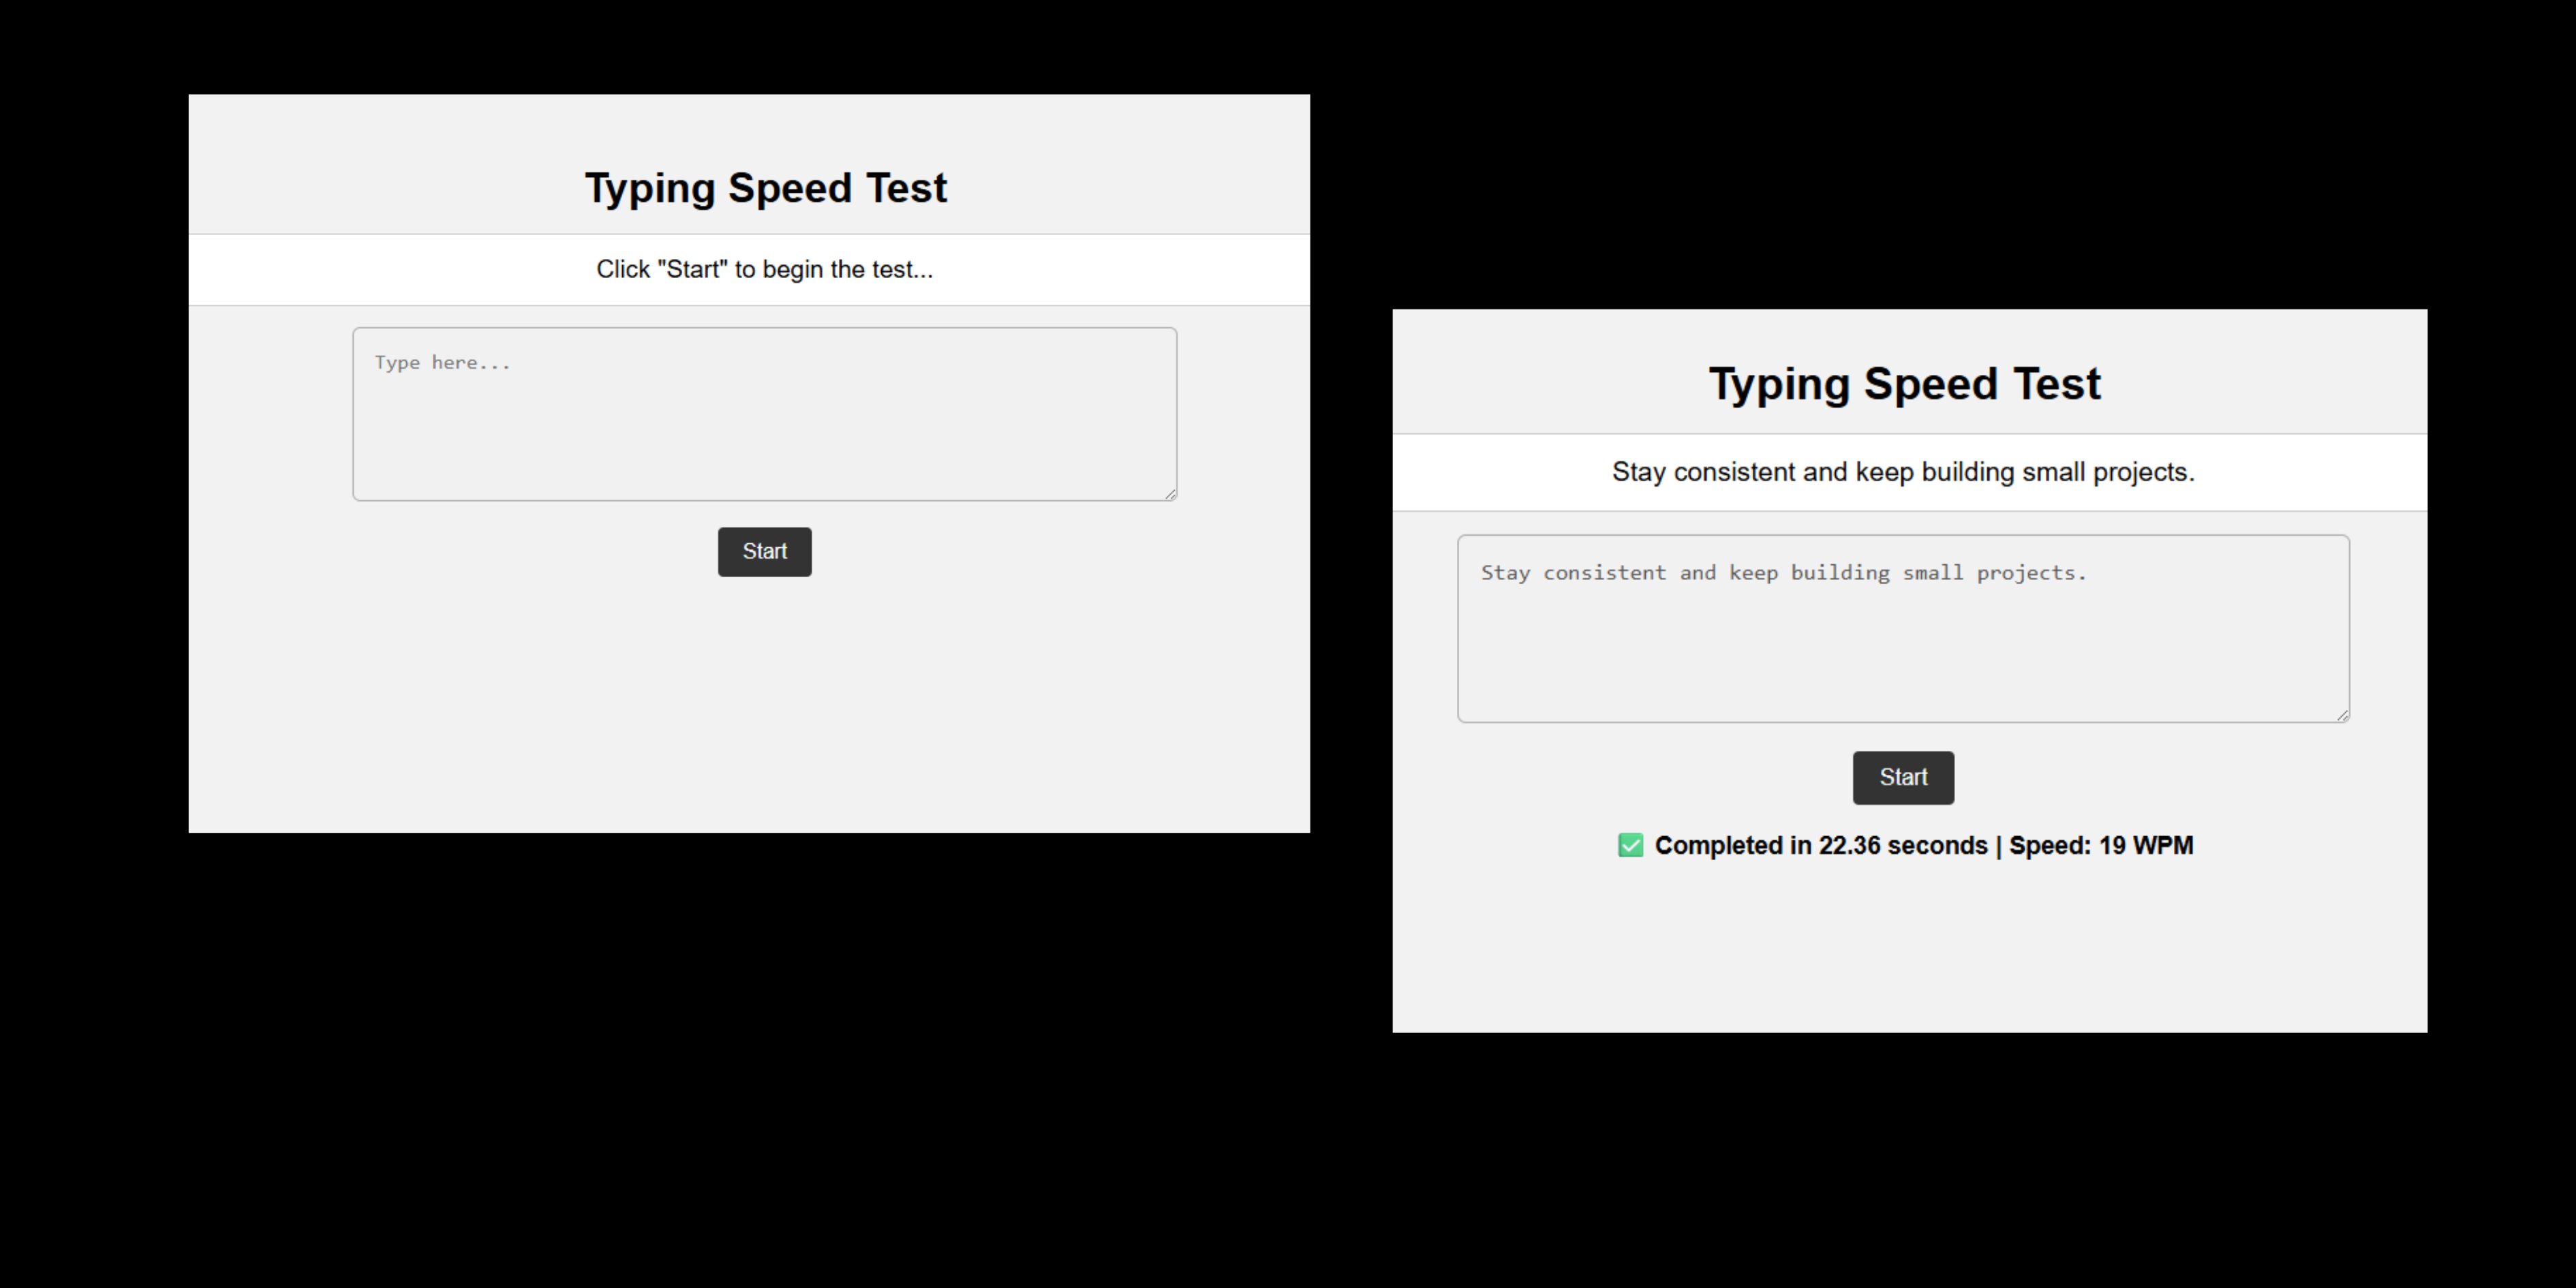 Typing Speed Test
Click "Start" to begin the test...
Type here...
Start
Typing Speed Test
Stay consistent and keep building small projects.
Stay consistent and keep building small projects.
Start
✅ Completed in 22.36 seconds | Speed: 19 WPM